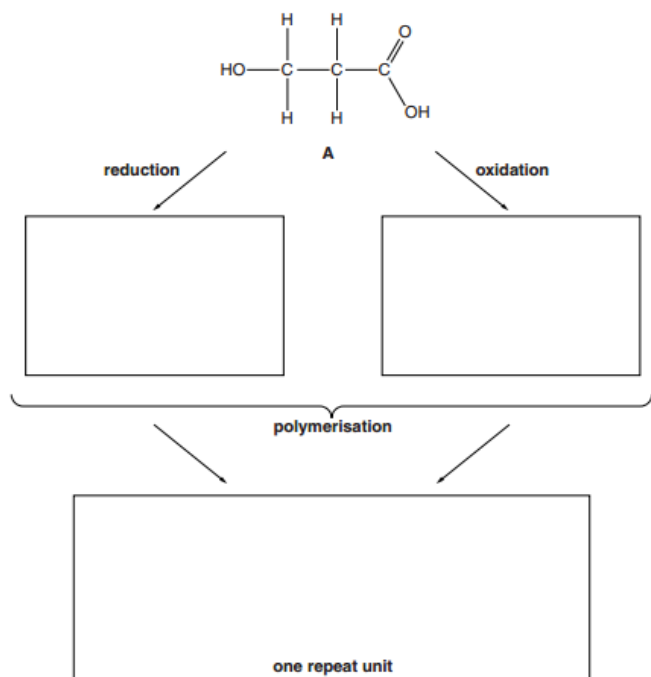 H H O
HO C C C
H H OH
A
reduction oxidation
polymerisation
one repeat unit